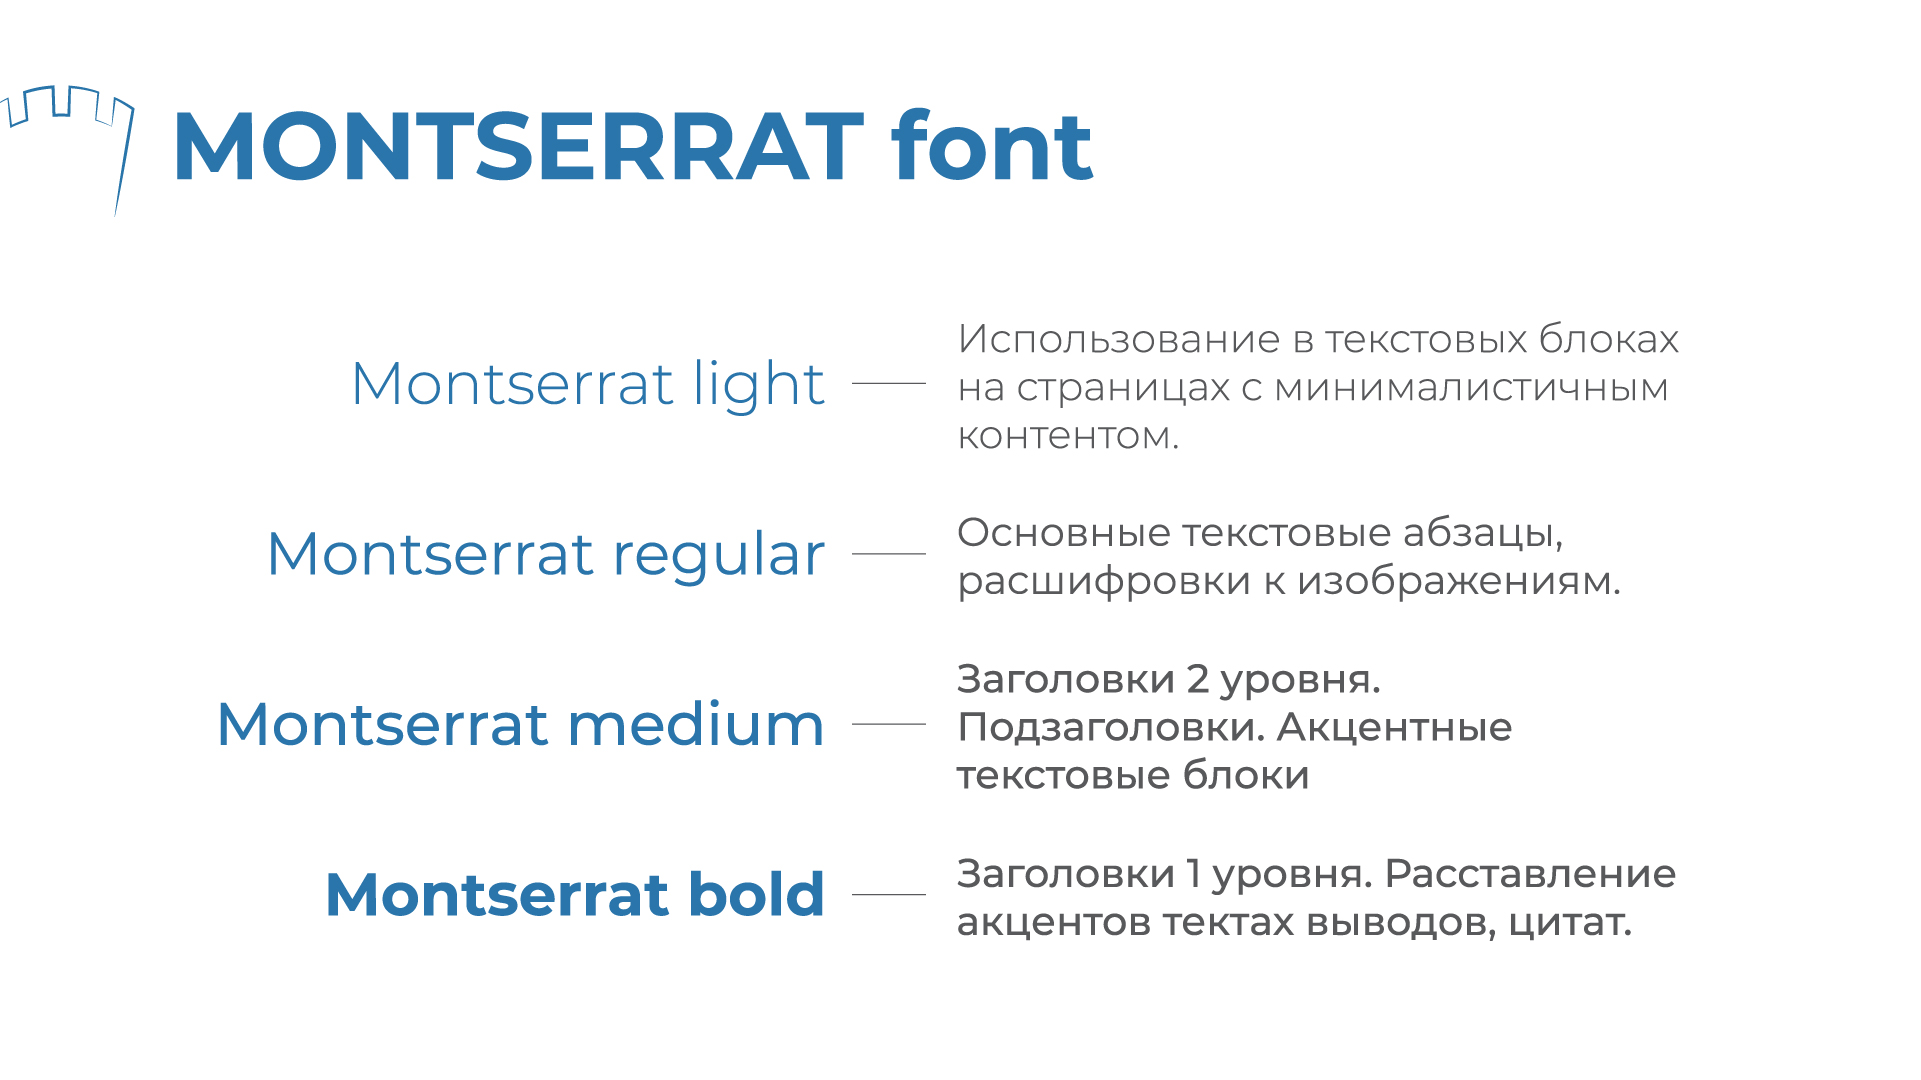 MONTSERRAT font
Montserrat light
Использование в текстовых блоках
на страницах с минималистичным
контентом.
Montserrat regular
Основные текстовые абзацы,
расшифровки к изображениям.
Montserrat medium
Заголовки 2 уровня.
Подзаголовки. Акцентные
текстовые блоки
Montserrat bold
Заголовки 1 уровня. Расставление
акцентов тектах выводов, цитат.